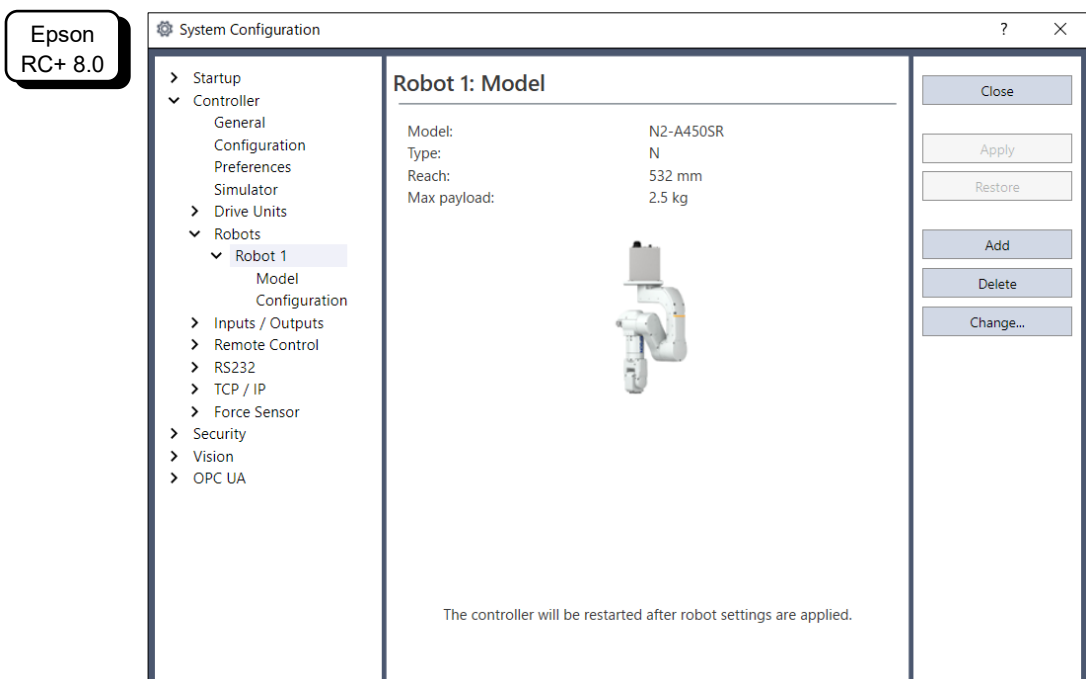 Epson
RC+ 8.0
System Configuration
?
Startup
Controller
General
Configuration
Preferences
Simulator
Drive Units
Robots
Robot 1
Model
Configuration
Inputs / Outputs
Remote Control
RS232
TCP / IP
Force Sensor
Security
Vision
OPC UA
Robot 1: Model
Model: N2-A450SR
Type: N
Reach: 532 mm
Max payload: 2.5 kg
The controller will be restarted after robot settings are applied.
Close
Apply
Restore
Add
Delete
Change...